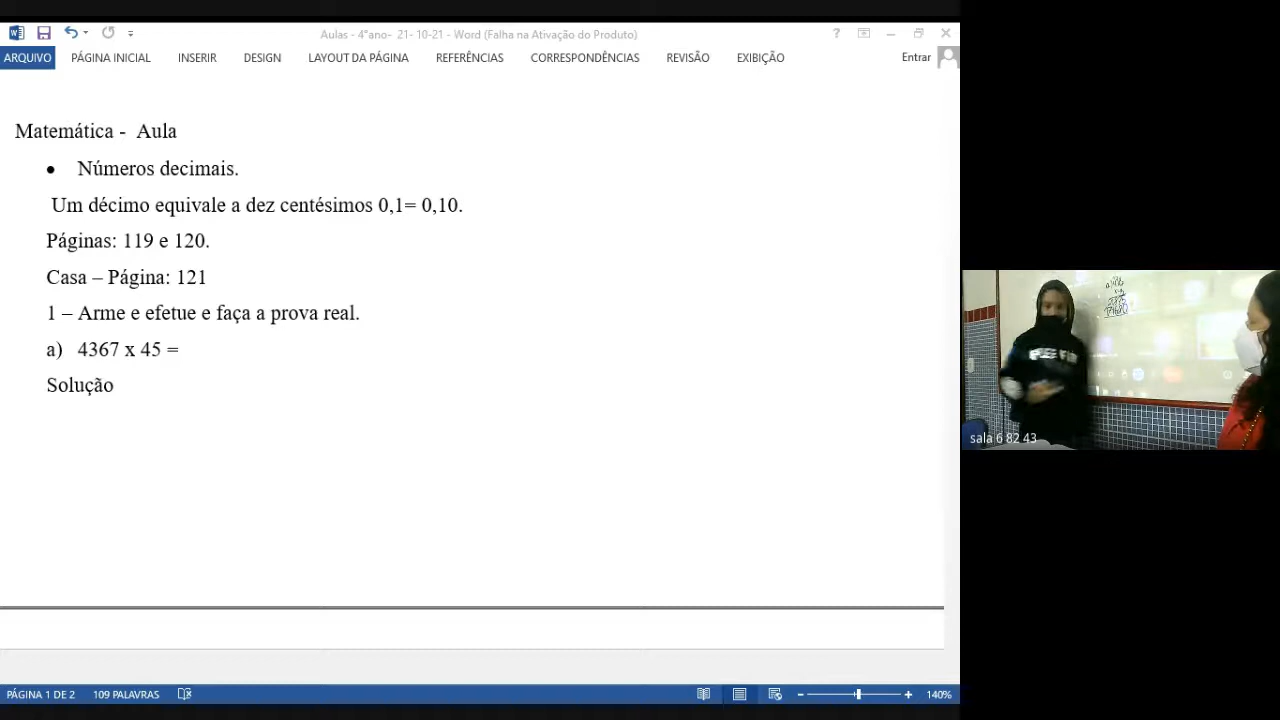 Aulas - 4°ano- 21- 10-21 - Word (Falha na Ativação do Produto)
ARQUIVO PÁGINA INICIAL INSERIR DESIGN LAYOUT DA PÁGINA REFERÊNCIAS CORRESPONDÊNCIAS REVISÃO EXIBIÇÃO Entrar
Matemática - Aula
• Números decimais.
Um décimo equivale a dez centésimos 0,1= 0,10.
Páginas: 119 e 120.
Casa – Página: 121
1 – Arme e efetue e faça a prova real.
a) 4367 x 45 =
Solução
sala 6 82 43
PÁGINA 1 DE 2 109 PALAVRAS 140%